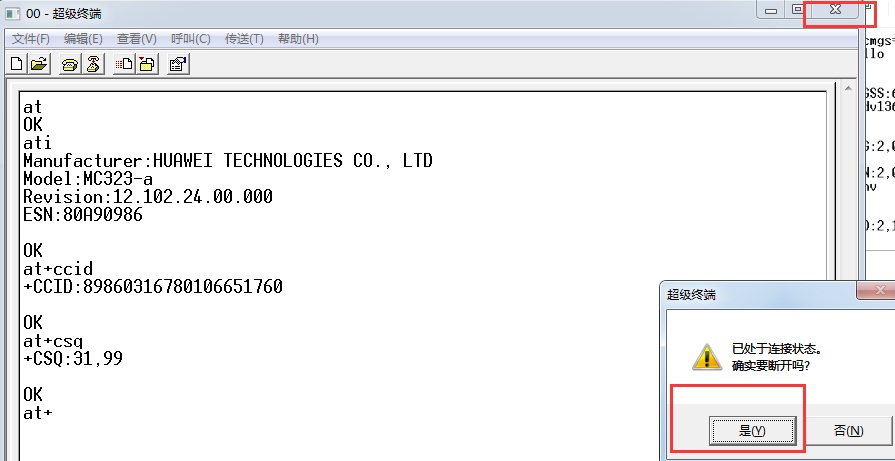 00 - 超级终端
文件(F) 编辑(E) 查看(V) 呼叫(C) 传送(T) 帮助(H)
at
OK
ati
Manufacturer:HUAWEI TECHNOLOGIES CO., LTD
Model:MC323-a
Revision:12.102.24.00.000
ESN:80A90986
OK
at+ccid
+CCID:89860316780106651760
OK
at+csq
+CSQ:31,99
OK
at+
超级终端
已处于连接状态。
确实要断开吗?
是(Y) 否(N)